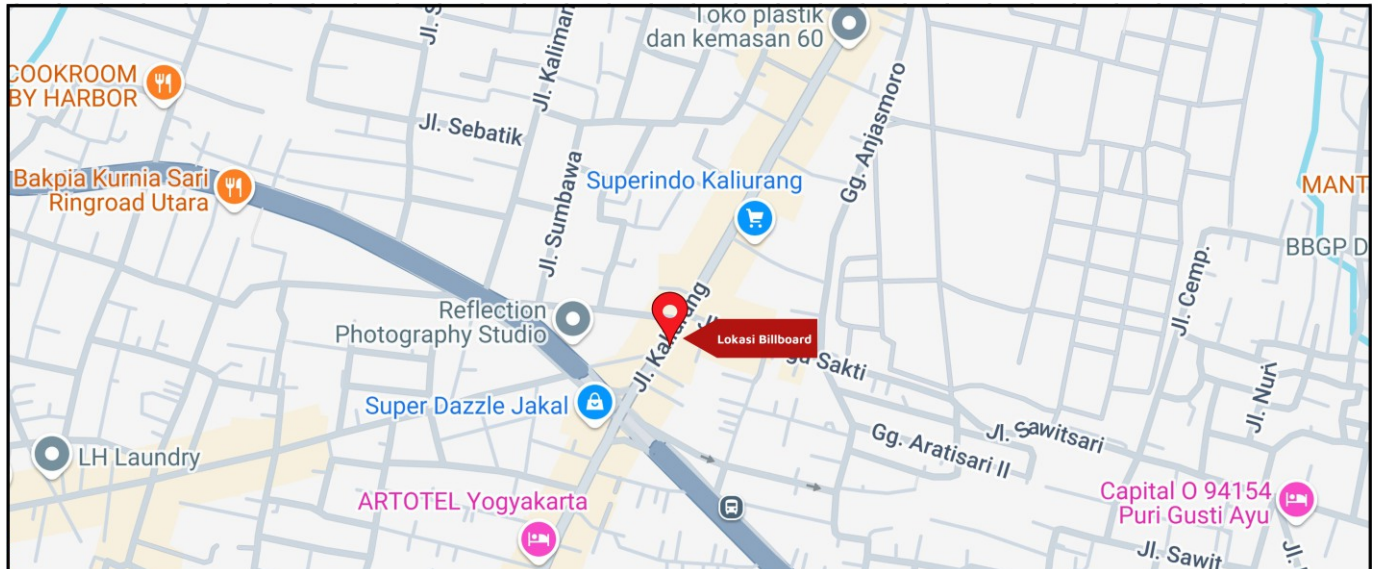 Toko plastik
dan kemasan 60
COOKROOM
BY HARBOR
Jl. Kaliman
Jl. Sebatik
Gg. Anjasmoro
Bakpia Kurnia Sari
Ringroad Utara
Superindo Kaliurang
MANT
Jl. Sumbawa
BBGP D
Jl. Cemp.
Reflection
Photography Studio
Jl. Kaliurang
Lokasi Billboard
Sakti
Jl. Nuri
Super Dazzle Jakal
Jl. Sawitsari
Gg. Aratisari II
LH Laundry
ARTOTEL Yogyakarta
Capital O 94154
Puri Gusti Ayu
Jl. Sawit
Jl.